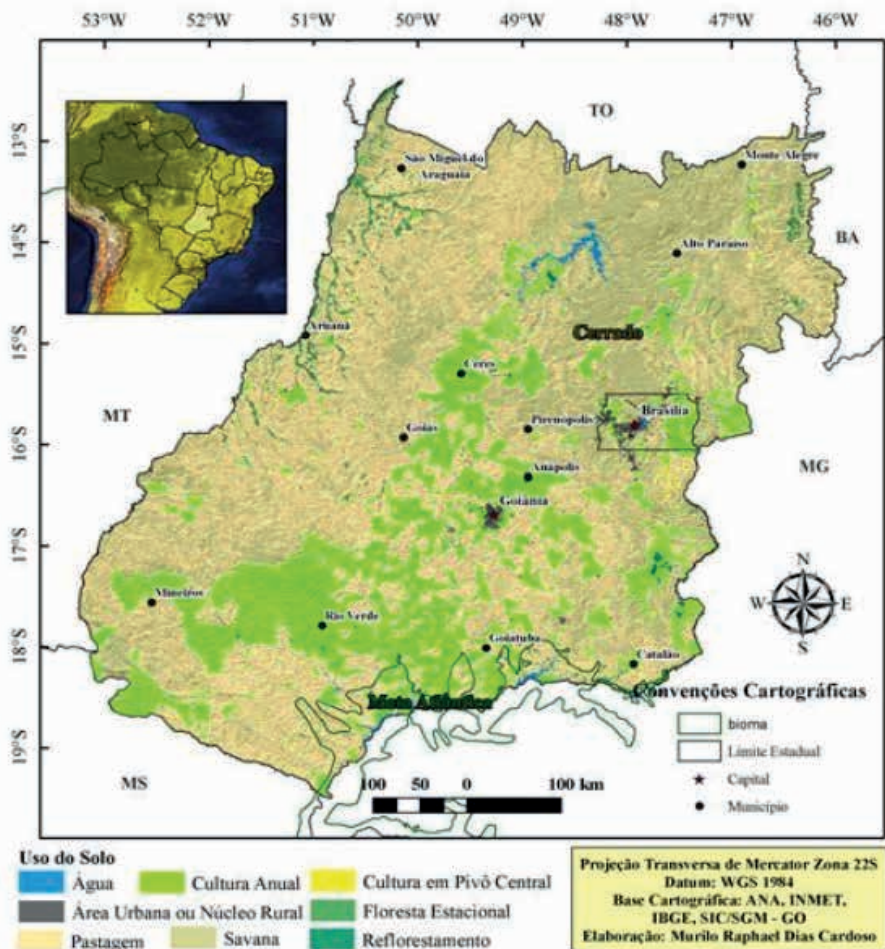 53°W 52°W 51°W 50°W 49°W 48°W 47°W 46°W
TO
13°S
São Miguel do
Araguaia
Monte Alegre
14°S
BA
Alto Paraíso
Aruanã
Cerrado
15°S
Ceres
MT
Brasília
Pirenopolis
Goiás
16°S
MG
Anápolis
Goiânia
17°S
Mineiros
Rio Verde
N
W E
S
18°S
Goiatuba
Catalão
Mata Atlântica
Convenções Cartográficas
bioma
Limite Estadual
19°S
MS
Capital
Município
100 50 0 100 km
Uso do Solo
Água Cultura Anual Cultura em Pivô Central
Área Urbana ou Núcleo Rural Floresta Estacional
Pastagem Savana Reflorestamento
Projeção Transversa de Mercator Zona 22S
Datum: WGS 1984
Base Cartográfica: ANA, INMET,
IBGE, SIC/SGM - GO
Elaboração: Murilo Raphael Dias Cardoso